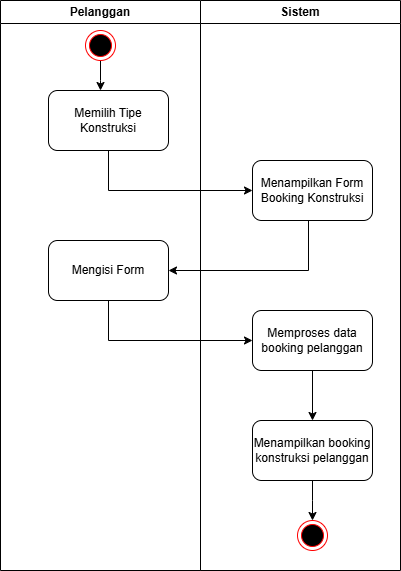 Pelanggan
Sistem
Memilih Tipe
Konstruksi
Menampilkan Form
Booking Konstruksi
Mengisi Form
Memproses data
booking pelanggan
Menampilkan booking
konstruksi pelanggan